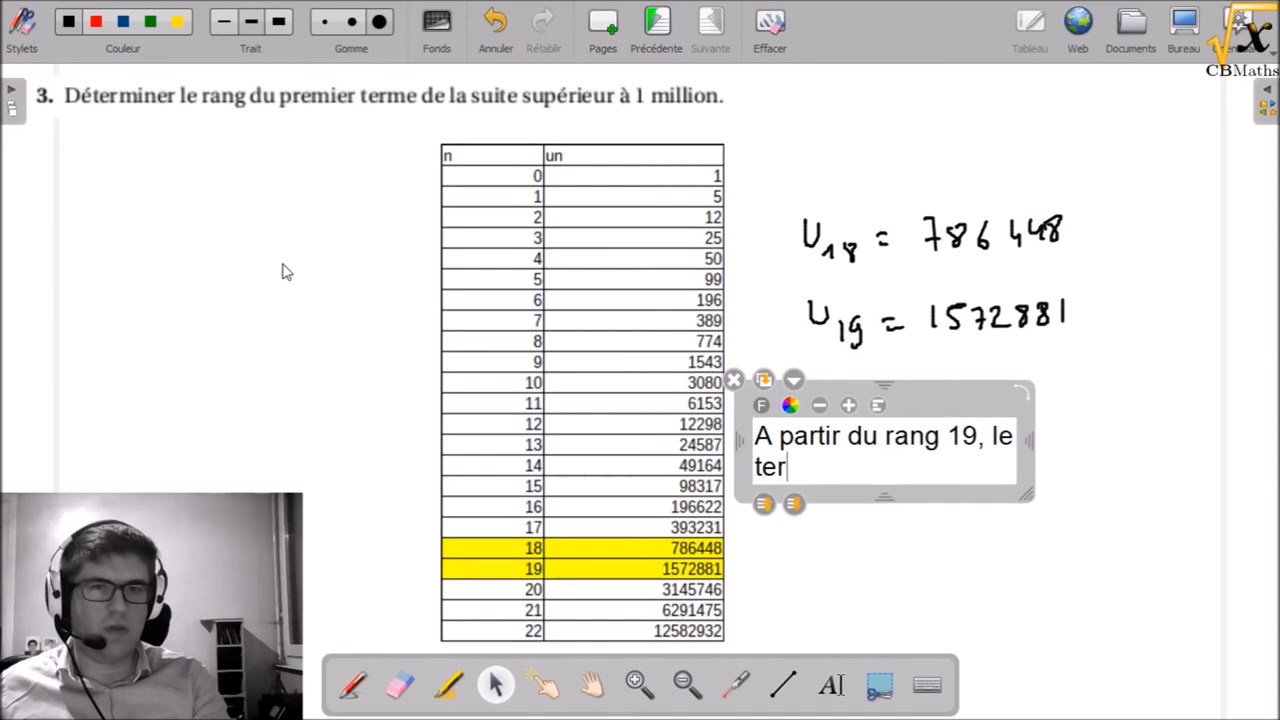 Stylets Couleur Trait Gomme Fonds Annuler Rétablir Pages Précédente Suivante Effacer Tableau Web Documents Bureau
CBMaths
3. Déterminer le rang du premier terme de la suite supérieur à 1 million.
n un
0 1
1 5
2 12
3 25
4 50
5 99
6 196
7 389
8 774
9 1543
10 3080
11 6153
12 12298
13 24587
14 49164
15 98317
16 196622
17 393231
18 786448
19 1572881
20 3145746
21 6291475
22 12582932
U18 = 786 448
U19 = 1572881
F
A partir du rang 19, le
ter
AI